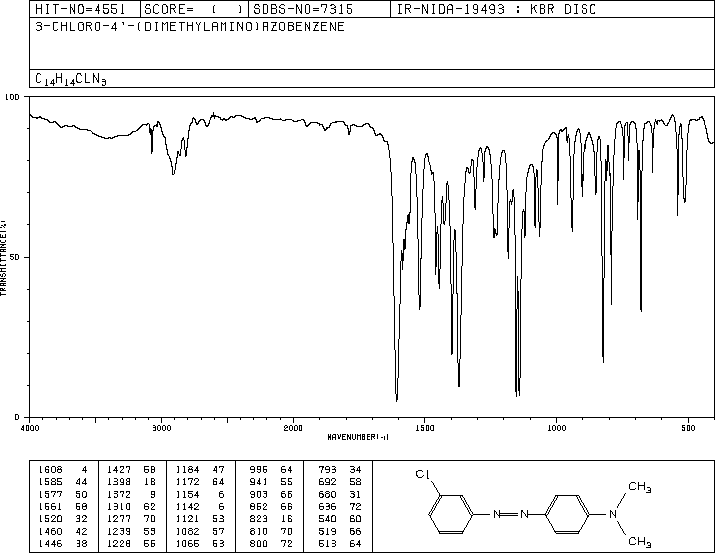 HIT-NO=4551 SCORE= ( ) SDBS-NO=7315 IR-NIDA-19493 : KBR DISC
3-CHLORO-4'-(DIMETHYLAMINO)AZOBENZENE
C14H14CLN3
100
50
0
TRANSMITTANCE(%)
4000 3000 2000 1500 1000 500
WAVENUMBER(-1)
1608 4 1427 58 1184 47 996 64 793 34
1585 44 1398 18 1172 64 941 55 692 58
1577 50 1372 9 1154 6 903 66 680 31
1561 58 1310 62 1142 6 852 66 636 72
1520 32 1277 70 1121 53 823 16 540 60
1460 42 1239 53 1082 57 810 70 519 66
1446 38 1228 55 1065 53 800 72 513 64
Cl
CH3
N N
N
CH3